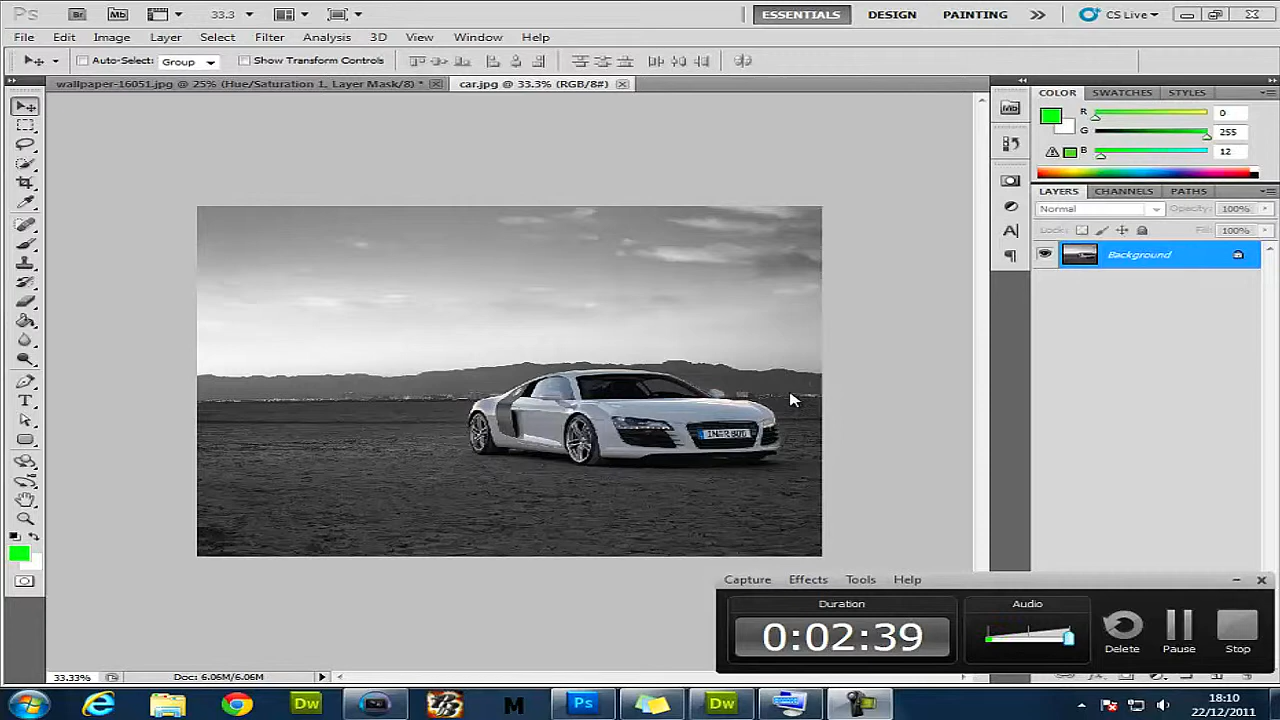 Ps Br Mb 33.3 ESSENTIALS DESIGN PAINTING CS Live
File Edit Image Layer Select Filter Analysis 3D View Window Help
Auto-Select: Group Show Transform Controls
wallpaper-16051.jpg @ 25% (Hue/Saturation 1, Layer Mask/8) * car.jpg @ 33.3% (RGB/8#)
COLOR SWATCHES STYLES
Mb
R 0
G 255
B 12
LAYERS CHANNELS PATHS
Normal Opacity: 100%
Lock: Fill: 100%
Background
A
T
Capture Effects Tools Help
Duration Audio
0:02:39
Delete Pause Stop
33.33% Doc: 6.06M/6.06M
Dw M Ps Dw
18:10
22/12/2011